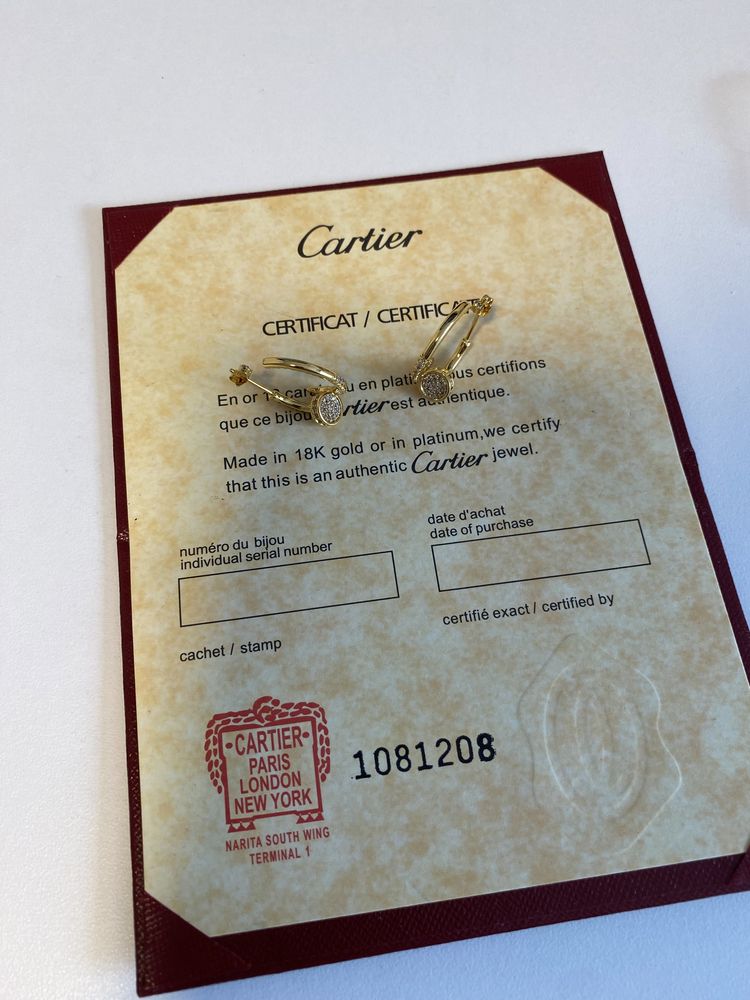 Cartier
CERTIFICAT / CERTIFICAT
En or 1 en plati ous certifions
que ce bijou Cartier est authentique.
Made in 18K gold or in platinum,we certify
that this is an authentic Cartier jewel.
numéro du bijou
individual serial number
date d'achat
date of purchase
cachet / stamp
certifié exact / certified by
CARTIER
PARIS
LONDON
NEW YORK
NARITA SOUTH WING
TERMINAL 1
1081208